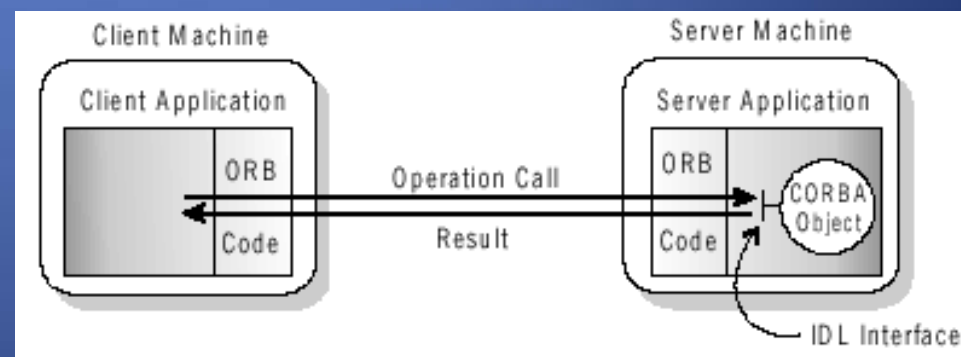 Client Machine
Server Machine
Client Application
Server Application
ORB
Code
Operation Call
Result
ORB
Code
CORBA
Object
IDL Interface